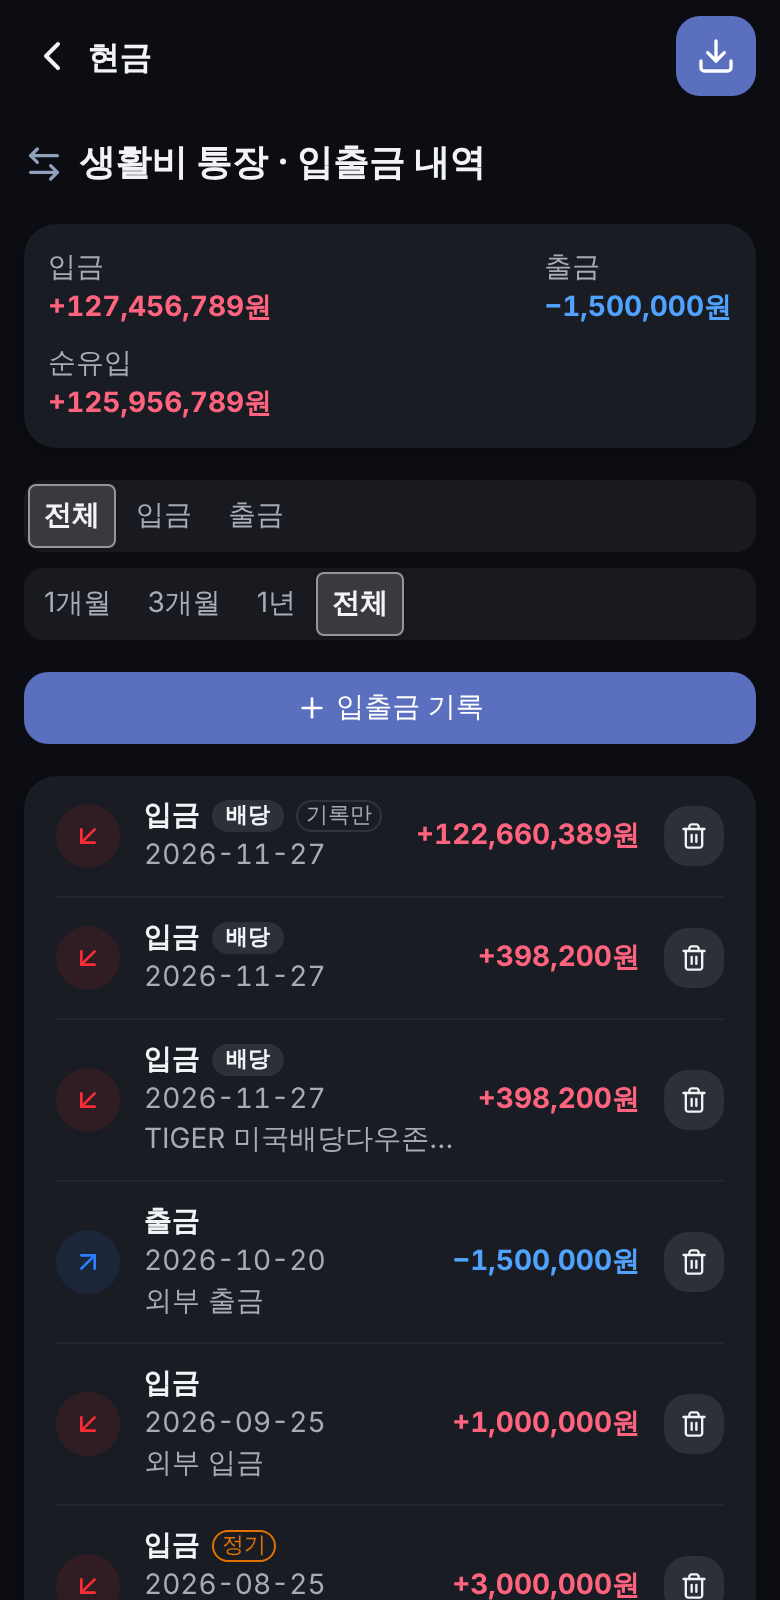 현금
생활비 통장 · 입출금 내역
입금 출금
+127,456,789원 −1,500,000원
순유입
+125,956,789원
전체 입금 출금
1개월 3개월 1년 전체
+ 입출금 기록
입금 배당 기록만
2026-11-27
+122,660,389원
입금 배당
2026-11-27
+398,200원
입금 배당
2026-11-27
+398,200원
TIGER 미국배당다우존...
출금
2026-10-20
−1,500,000원
외부 출금
입금
2026-09-25
+1,000,000원
외부 입금
입금 정기
2026-08-25
+3,000,000원